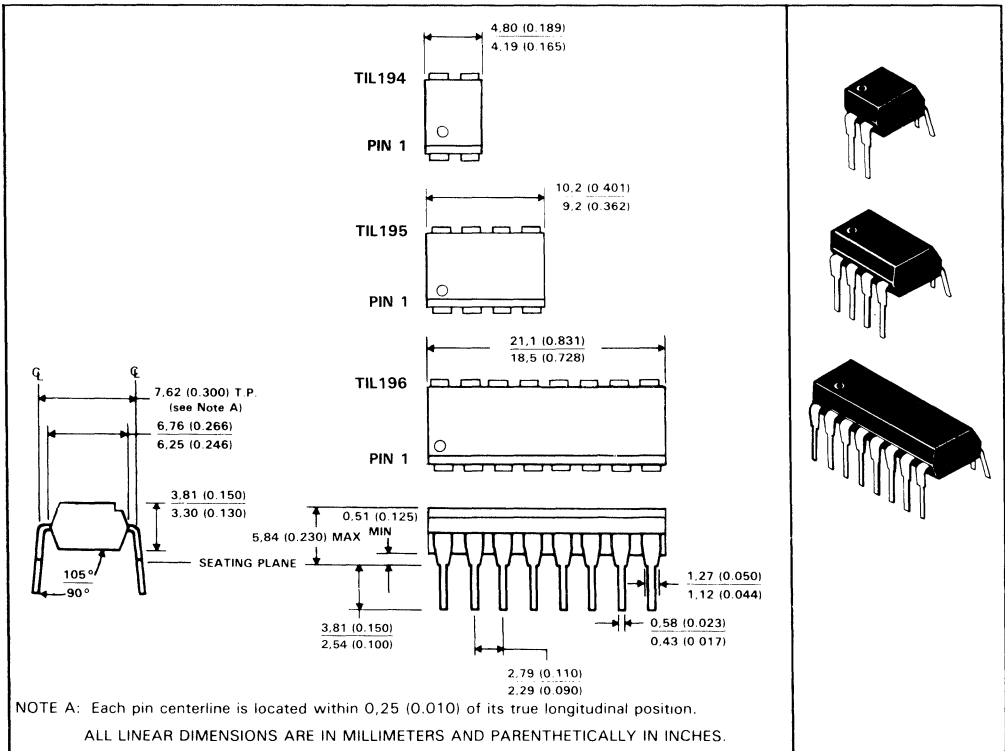 4,80 (0.189)
4,19 (0.165)
TIL194
PIN 1
10,2 (0 401)
9,2 (0.362)
TIL195
PIN 1
21,1 (0.831)
18,5 (0.728)
TIL196
PIN 1
℄ ℄
7,62 (0.300) T.P.
(see Note A)
6,76 (0.266)
6,25 (0.246)
3,81 (0.150)
3,30 (0.130)
105°
90°
SEATING PLANE
5,84 (0.230) MAX
0,51 (0.125)
MIN
3,81 (0.150)
2,54 (0.100)
1,27 (0.050)
1,12 (0.044)
0,58 (0.023)
0,43 (0 017)
2,79 (0.110)
2,29 (0.090)
NOTE A: Each pin centerline is located within 0,25 (0.010) of its true longitudinal position.
ALL LINEAR DIMENSIONS ARE IN MILLIMETERS AND PARENTHETICALLY IN INCHES.